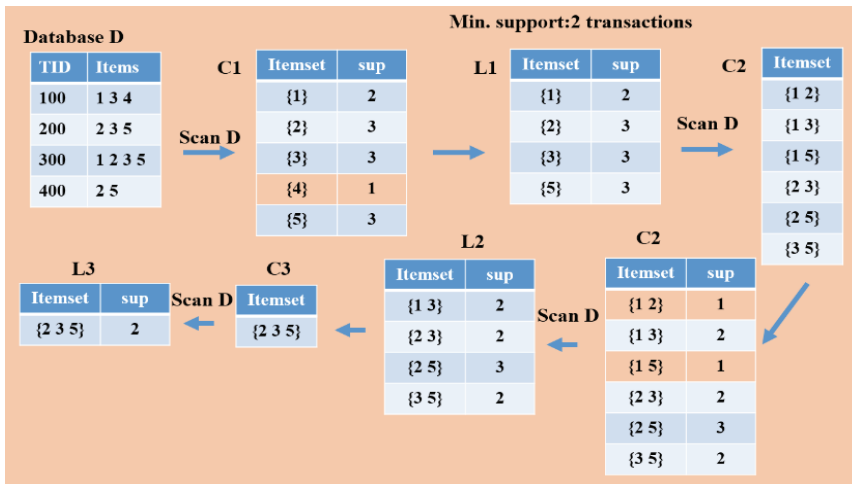 Min. support:2 transactions
Database D
TID Items
100 1 3 4
200 2 3 5
300 1 2 3 5
400 2 5
Scan D
C1
Itemset sup
{1} 2
{2} 3
{3} 3
{4} 1
{5} 3
L1
Itemset sup
{1} 2
{2} 3
{3} 3
{5} 3
Scan D
C2
Itemset
{1 2}
{1 3}
{1 5}
{2 3}
{2 5}
{3 5}
C2
Itemset sup
{1 2} 1
{1 3} 2
{1 5} 1
{2 3} 2
{2 5} 3
{3 5} 2
Scan D
L2
Itemset sup
{1 3} 2
{2 3} 2
{2 5} 3
{3 5} 2
C3
Itemset
{2 3 5}
Scan D
L3
Itemset sup
{2 3 5} 2